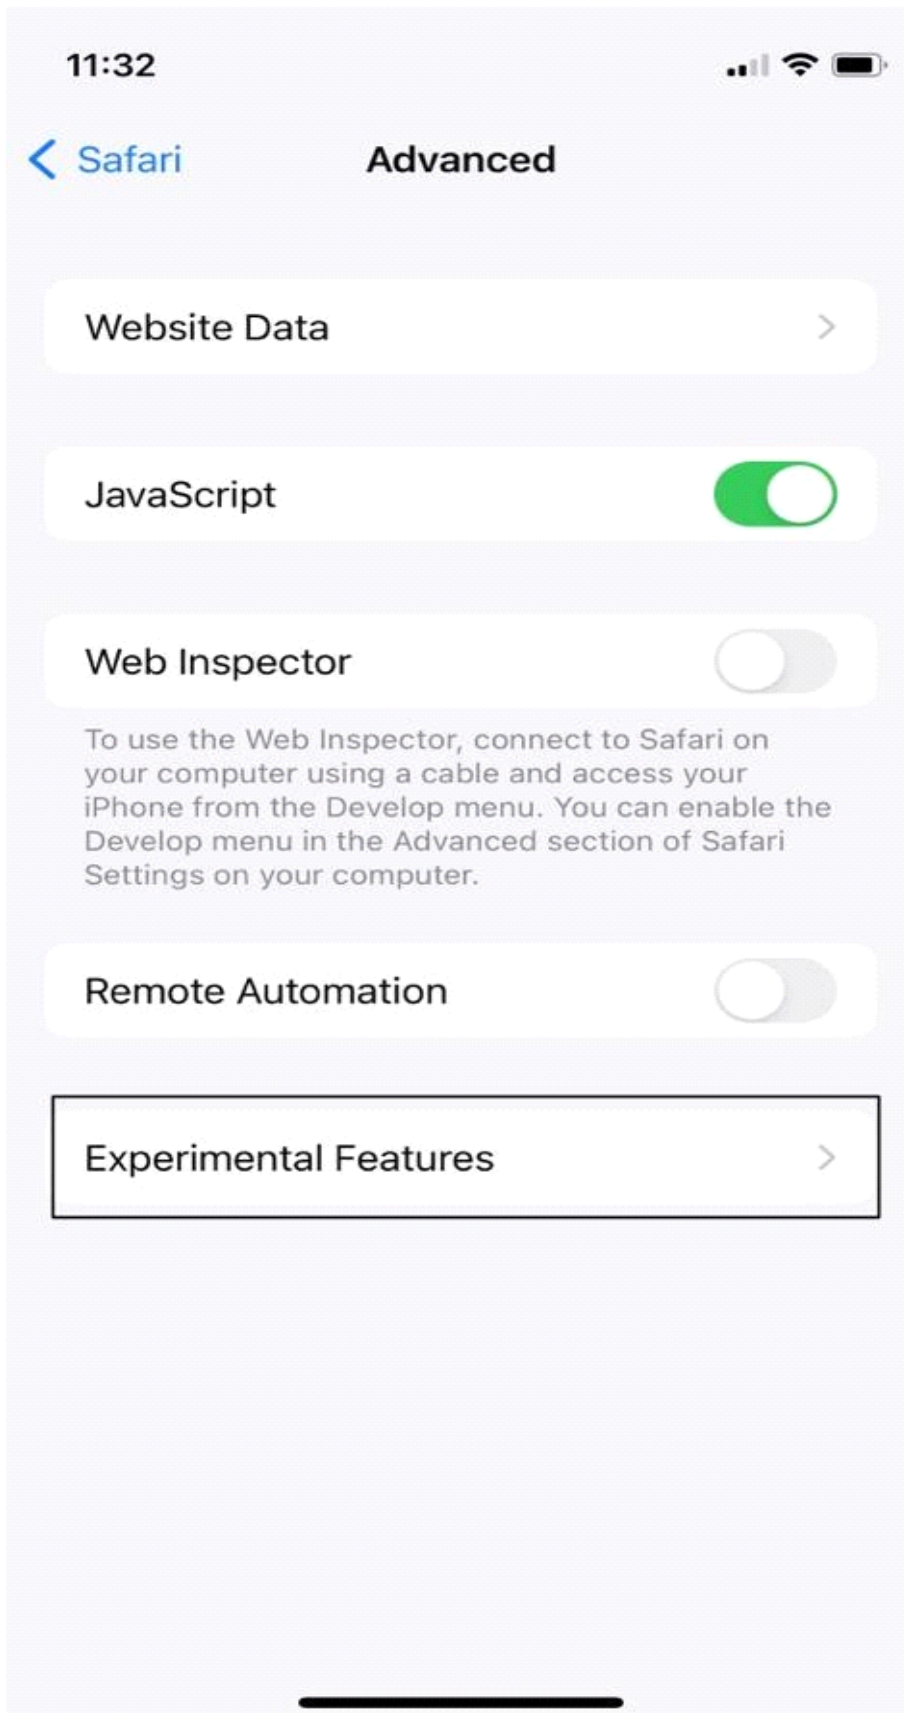 11:32
Safari
Advanced
Website Data
JavaScript
Web Inspector
To use the Web Inspector, connect to Safari on
your computer using a cable and access your
iPhone from the Develop menu. You can enable the
Develop menu in the Advanced section of Safari
Settings on your computer.
Remote Automation
Experimental Features